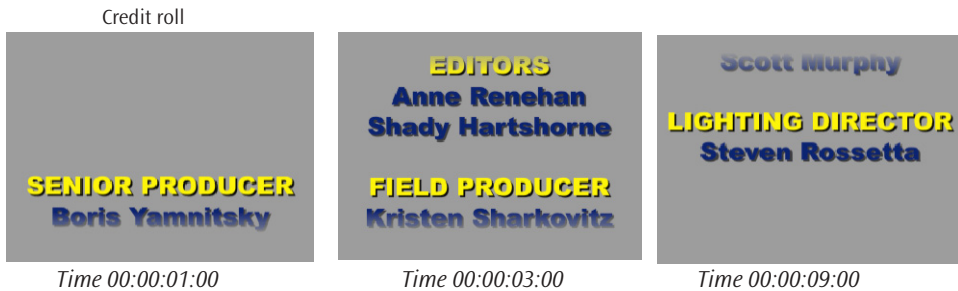 Credit roll
SENIOR PRODUCER
Boris Yamnitsky
Time 00:00:01:00
EDITORS
Anne Renehan
Shady Hartshorne
FIELD PRODUCER
Kristen Sharkovitz
Time 00:00:03:00
Scott Murphy
LIGHTING DIRECTOR
Steven Rossetta
Time 00:00:09:00